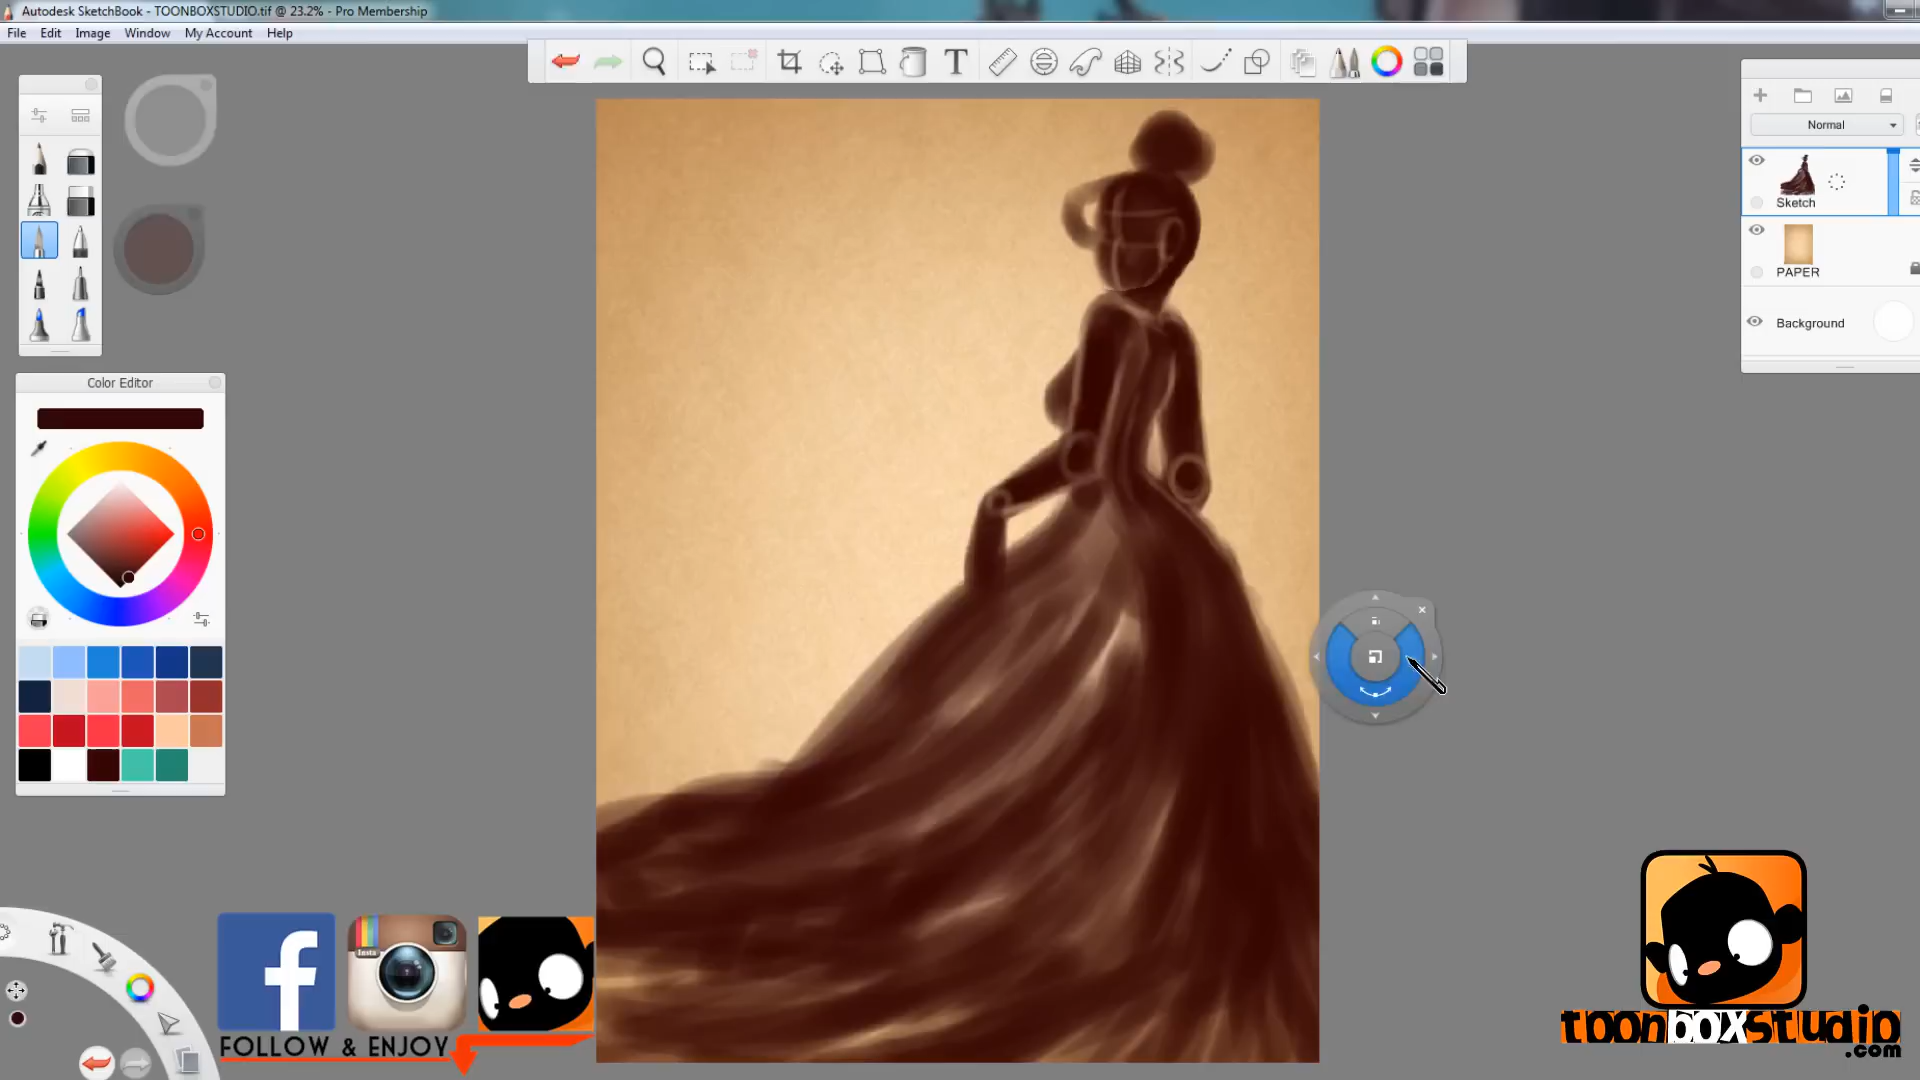 Autodesk SketchBook - TOONBOXSTUDIO.tif @ 23.2% - Pro Membership
File Edit Image Window My Account Help
T
Normal
Sketch
PAPER
Background
Color Editor
Insta
FOLLOW & ENJOY
toonboxstudio
.com